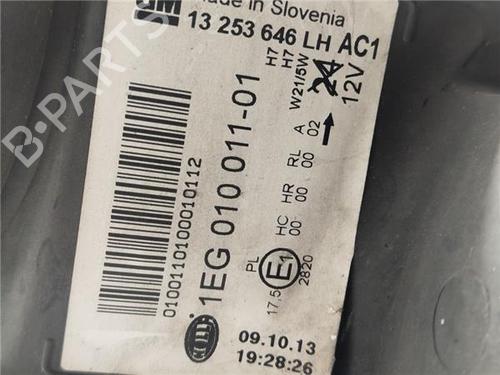 Made in Slovenia
GM
13 253 646 LH AC1
H7
H7
W21/5W
24
12V
1EG 010 011-01
0100110100010112
HELLA
A
02
RL
00
HR
00
HC
00
PL
E1
17.5
2820
09.10.13
19:28:26
B-PARTS